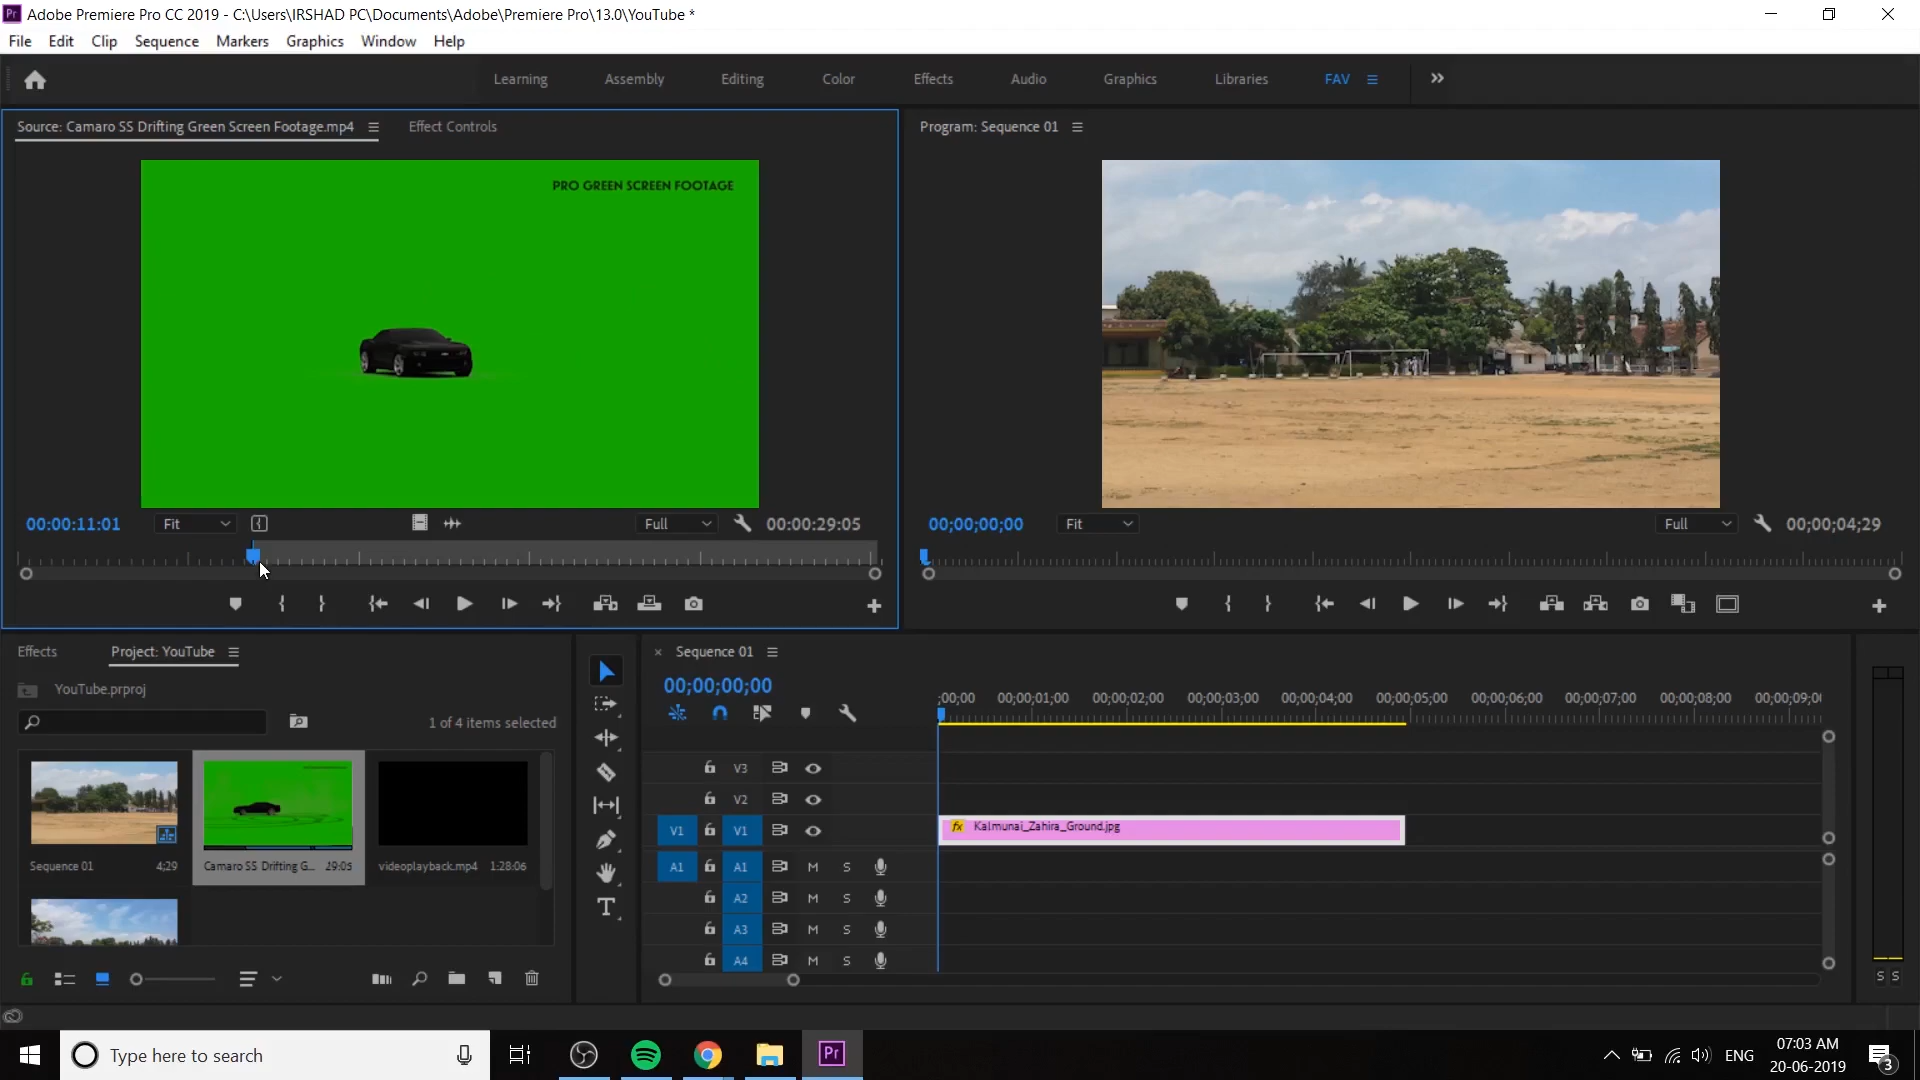 Pr Adobe Premiere Pro CC 2019 - C:\Users\IRSHAD PC\Documents\Adobe\Premiere Pro\13.0\YouTube *
File Edit Clip Sequence Markers Graphics Window Help
Learning Assembly Editing Color Effects Audio Graphics Libraries FAV
Source: Camaro SS Drifting Green Screen Footage.mp4 Effect Controls
Program: Sequence 01
PRO GREEN SCREEN FOOTAGE
00:00:11:01 Fit Full 00:00:29:05
00;00;00;00 Fit Full 00;00;04;29
Effects Project: YouTube
YouTube.prproj
1 of 4 items selected
Sequence 01 4;29
Camaro SS Drifting G... 29:05
videoplayback.mp4 1:28:06
× Sequence 01
00;00;00;00
;00;00 00;00;01;00 00;00;02;00 00;00;03;00 00;00;04;00 00;00;05;00 00;00;06;00 00;00;07;00 00;00;08;00 00;00;09;0
V3
V2
V1 V1 fx Kalmunai_Zahira_Ground.jpg
A1 A1 M S
A2 M S
A3 M S
A4 M S
T
S S
Type here to search
Pr
ENG
07:03 AM
20-06-2019
3